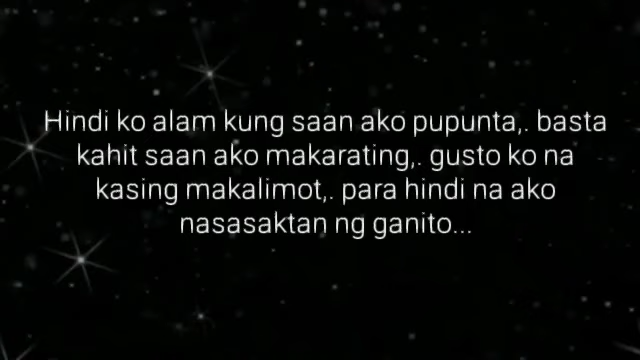 Hindi ko alam kung saan ako pupunta,. basta
kahit saan ako makarating,. gusto ko na
kasing makalimot,. para hindi na ako
nasasaktan ng ganito...